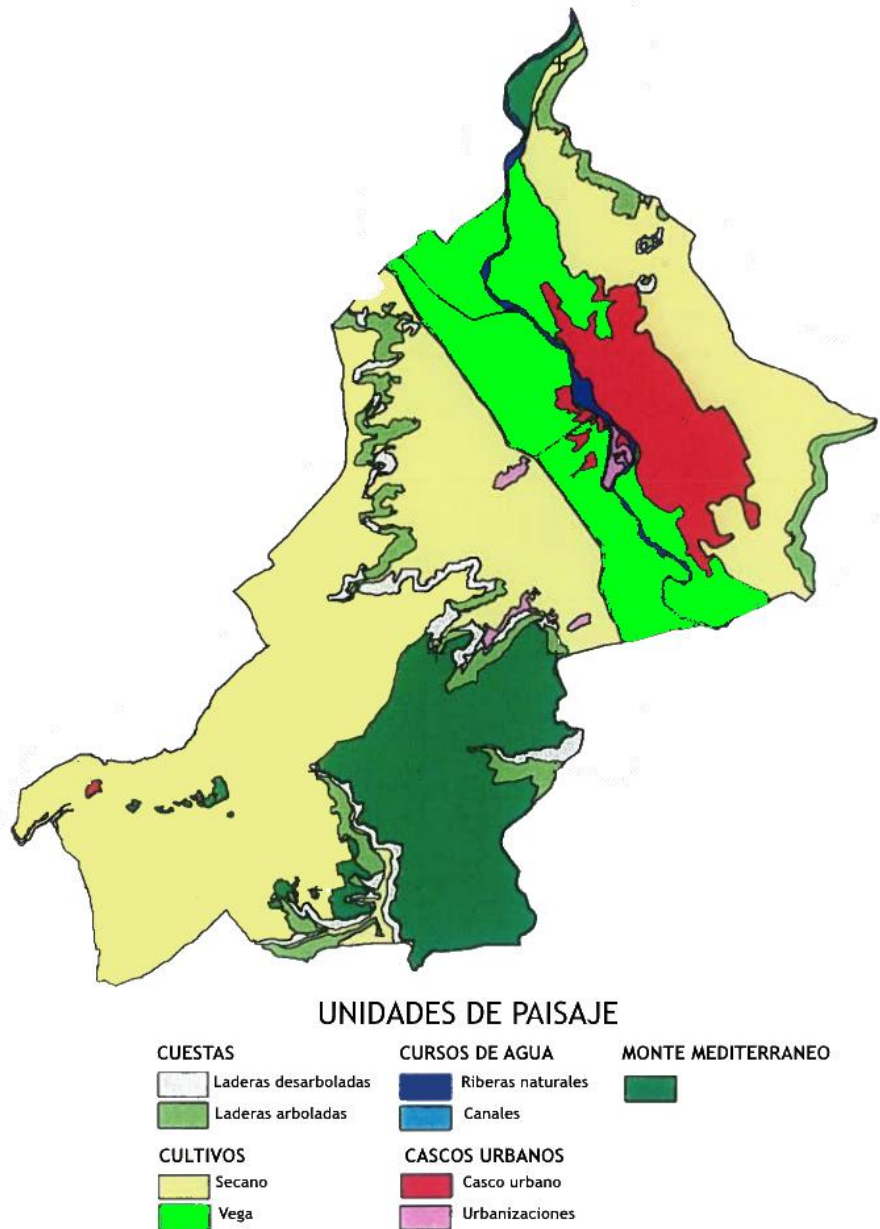 UNIDADES DE PAISAJE
CUESTAS
Laderas desarboladas
Laderas arboladas
CURSOS DE AGUA
Riberas naturales
Canales
MONTE MEDITERRANEO
CULTIVOS
Secano
Vega
CASCOS URBANOS
Casco urbano
Urbanizaciones